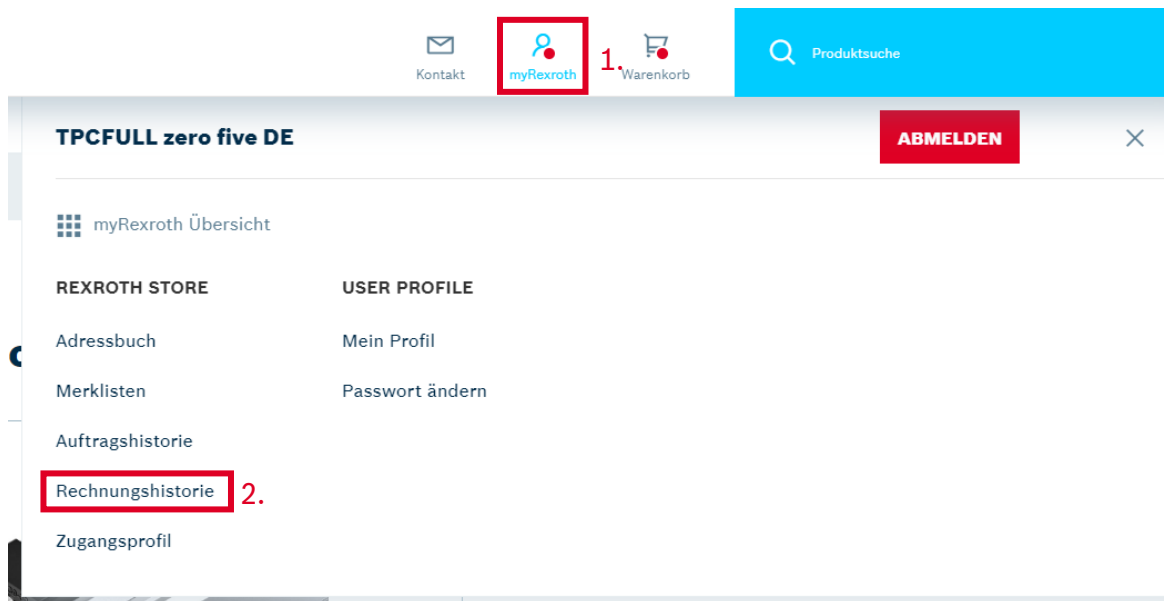 Kontakt
myRexroth
1.
Warenkorb
Produktsuche
TPCFULL zero five DE
ABMELDEN
myRexroth Übersicht
REXROTH STORE
USER PROFILE
Adressbuch
Mein Profil
Merklisten
Passwort ändern
Auftragshistorie
Rechnungshistorie
2.
Zugangsprofil